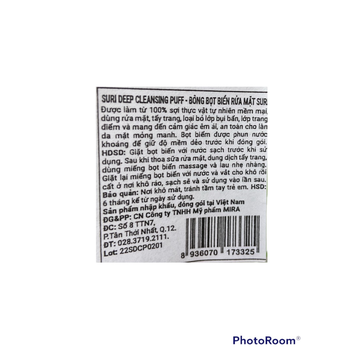 SURI DEEP CLEANSING PUFF - BÔNG BỌT BIỂN RỬA MẶT SURI
Được làm từ 100% sợi thực vật tự nhiên mềm mại,
dùng rửa mặt, tẩy trang, loại bỏ lớp bụi bẩn, lớp trang
điểm và mang đến cảm giác êm ái, an toàn cho làn
da mặt mỏng manh. Bọt biển được phun nước
khoáng để giữ độ mềm dẻo trước khi đóng gói.
HDSD: Giặt bọt biển với nước sạch trước khi sử
dụng. Sau khi thoa sữa rửa mặt, dung dịch tẩy trang,
dùng miếng bọt biển massage và lau nhẹ nhàng.
Giặt lại miếng bọt biển với nước và vắt cho khô rồi
cất ở nơi khô ráo, sạch sẽ và sử dụng vào lần sau.
Bảo quản: Nơi khô mát, tránh tầm tay trẻ em. HSD:
6 tháng kể từ ngày sử dụng.
Sản phẩm nhập khẩu, đóng gói tại Việt Nam
ĐG&PP: CN Công ty TNHH Mỹ phẩm MIRA
ĐC: Số 8 TTN7,
P.Tân Thới Nhất, Q.12.
ĐT: 028.3719.2111.
Lot: 22SDCP0201
8 936070 173325
PhotoRoom®